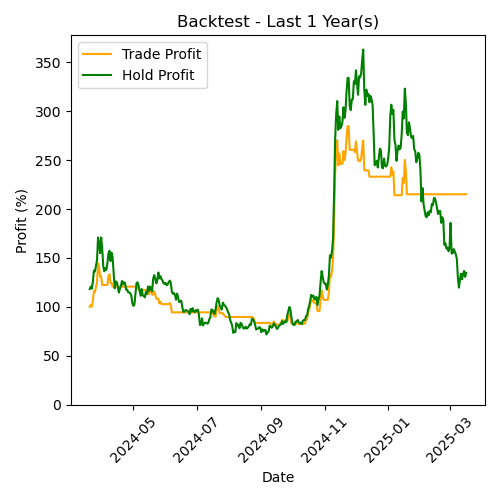 Backtest - Last 1 Year(s)
Trade Profit
Hold Profit
Profit (%)
350
300
250
200
150
100
50
0
2024-05
2024-07
2024-09
2024-11
2025-01
2025-03
Date